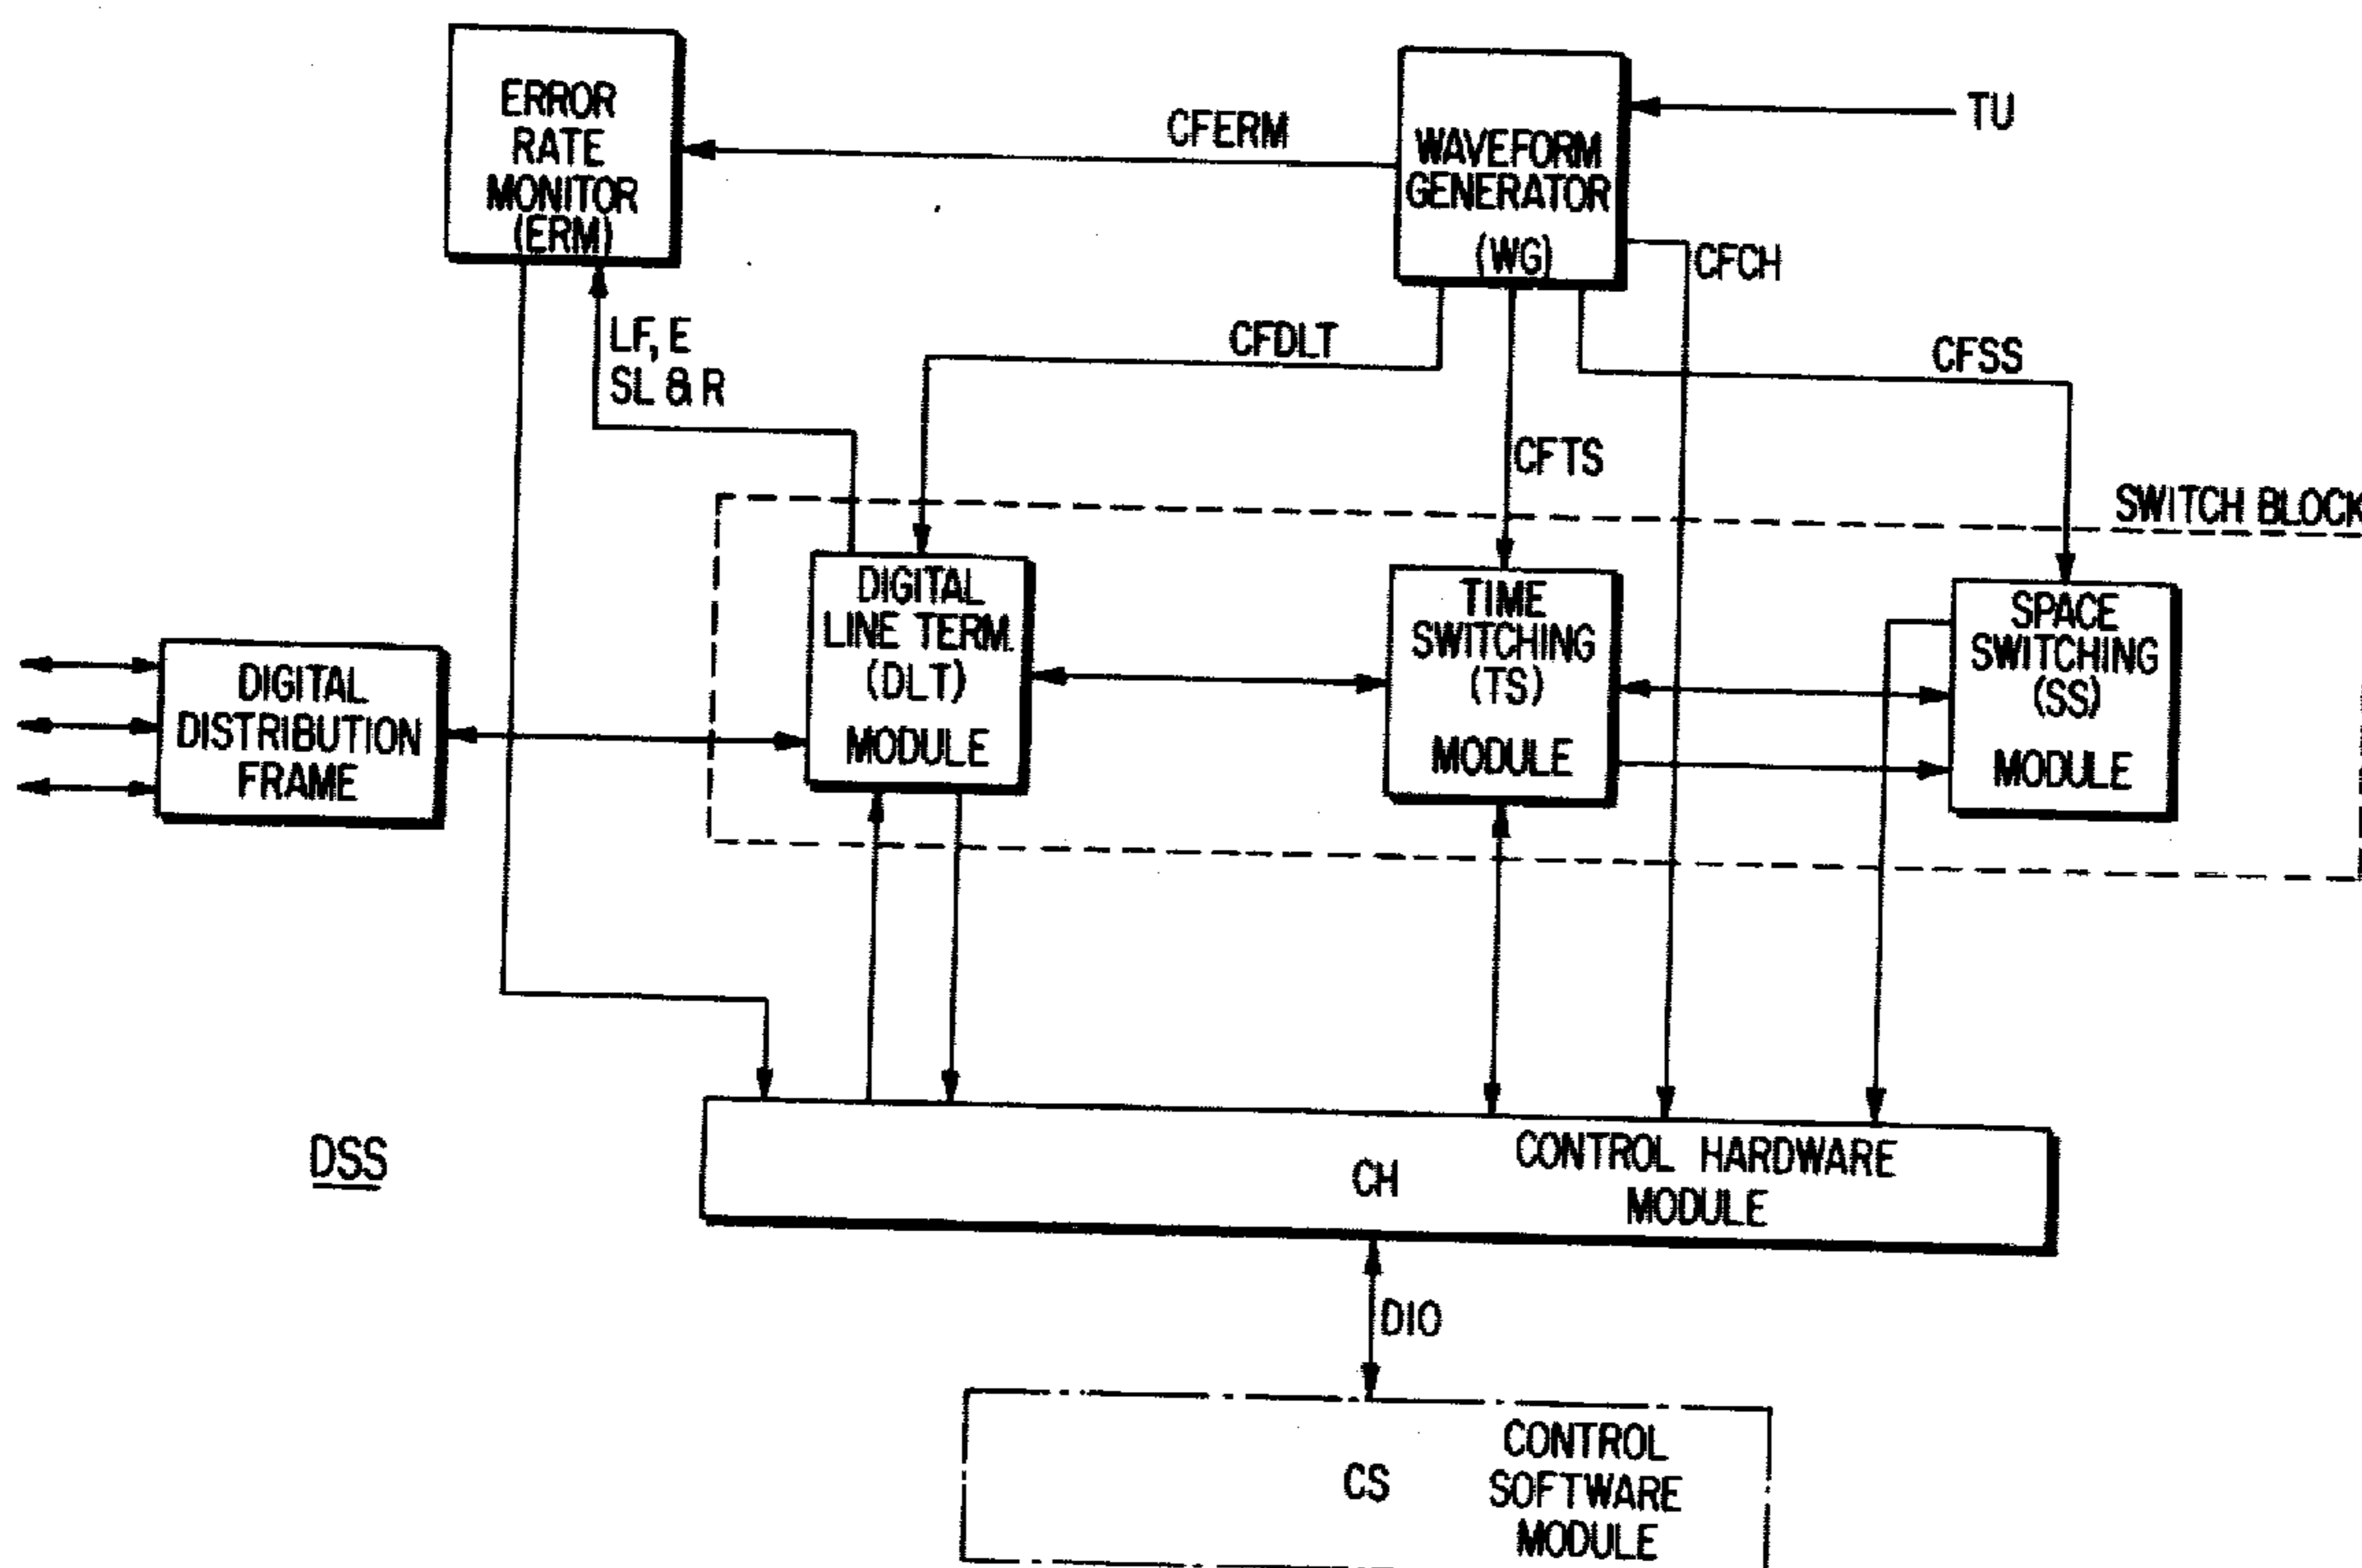 ERROR
RATE
MONITOR
(ERM)
CFERM
WAVEFORM
GENERATOR
(WG)
TU
CFCH
LF, E
SL & R
CFDLT
CFSS
CFTS
SWITCH BLOCK
DIGITAL
DISTRIBUTION
FRAME
DIGITAL
LINE TERM.
(DLT)
MODULE
TIME
SWITCHING
(TS)
MODULE
SPACE
SWITCHING
(SS)
MODULE
DSS
CH
CONTROL HARDWARE
MODULE
DIO
CS
CONTROL
SOFTWARE
MODULE